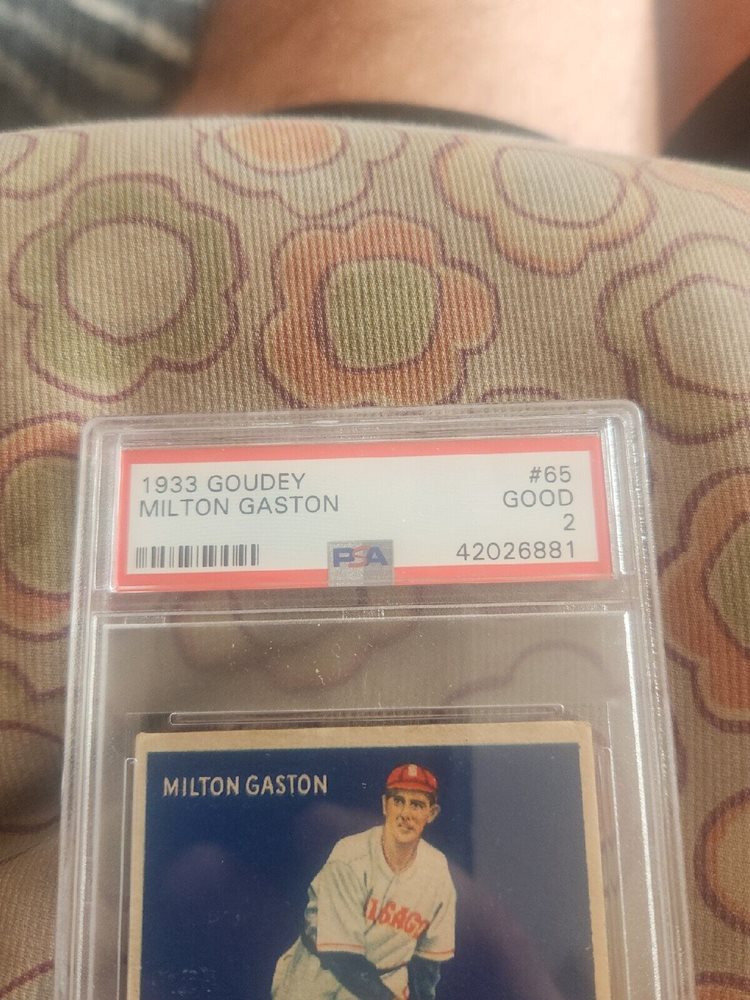 1933 GOUDEY #65
MILTON GASTON GOOD
2
PSA 42026881
MILTON GASTON